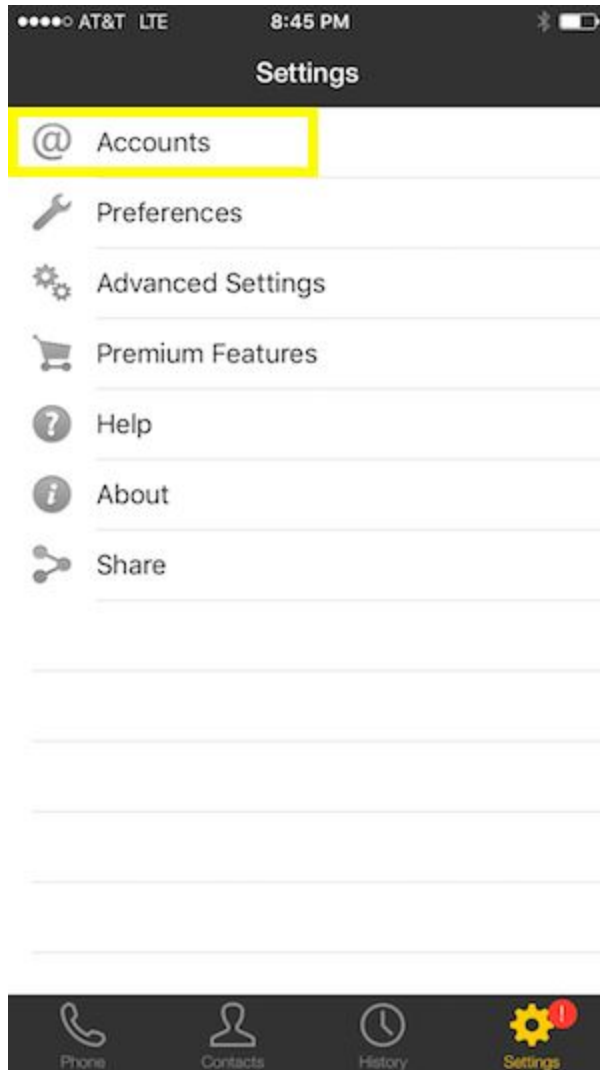 AT&T LTE 8:45 PM
Settings
@ Accounts
Preferences
Advanced Settings
Premium Features
? Help
i About
Share
Phone Contacts History Settings
!